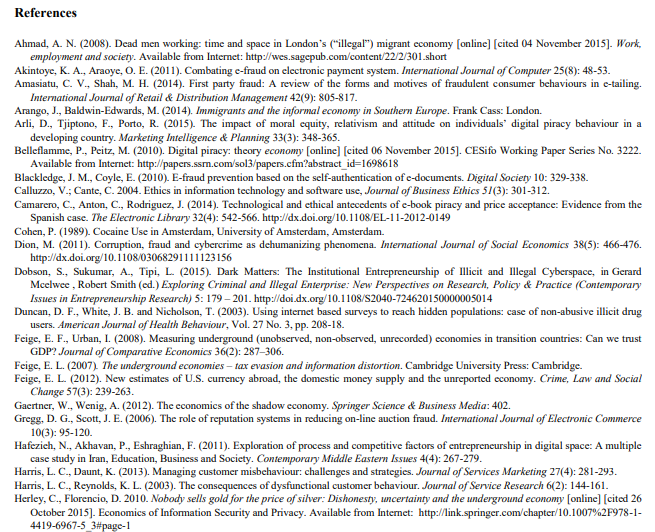 References
Ahmad, A. N. (2008). Dead men working: time and space in London's ("illegal") migrant economy [online] [cited 04 November 2015]. Work,
employment and society. Available from Internet: http://wes.sagepub.com/content/22/2/301.short
Akintoye, K. A., Araoye, O. E. (2011). Combating e-fraud on electronic payment system. International Journal of Computer 25(8): 48-53.
Amasiatu, C. V., Shah, M. H. (2014). First party fraud: A review of the forms and motives of fraudulent consumer behaviours in e-tailing.
International Journal of Retail & Distribution Management 42(9): 805-817.
Arango, J., Baldwin-Edwards, M. (2014). Immigrants and the informal economy in Southern Europe. Frank Cass: London.
Arli, D., Tjiptono, F., Porto, R. (2015). The impact of moral equity, relativism and attitude on individuals' digital piracy behaviour in a
developing country. Marketing Intelligence & Planning 33(3): 348-365.
Belleflamme, P., Peitz, M. (2010). Digital piracy: theory economy [online] [cited 06 November 2015]. CESifo Working Paper Series No. 3222.
Available from Internet: http://papers.ssrn.com/sol3/papers.cfm?abstract_id=1698618
Blackledge, J. M., Coyle, E. (2010). E-fraud prevention based on the self-authentication of e-documents. Digital Society 10: 329-338.
Calluzzo, V.; Cante, C. 2004. Ethics in information technology and software use, Journal of Business Ethics 51(3): 301-312.
Camarero, C., Anton, C., Rodriguez, J. (2014). Technological and ethical antecedents of e-book piracy and price acceptance: Evidence from the
Spanish case. The Electronic Library 32(4): 542-566. http://dx.doi.org/10.1108/EL-11-2012-0149
Cohen, P. (1989). Cocaine Use in Amsterdam, University of Amsterdam, Amsterdam.
Dion, M. (2011). Corruption, fraud and cybercrime as dehumanizing phenomena. International Journal of Social Economics 38(5): 466-476.
http://dx.doi.org/10.1108/03068291111123156
Dobson, S., Sukumar, A., Tipi, L. (2015). Dark Matters: The Institutional Entrepreneurship of Illicit and Illegal Cyberspace, in Gerard
Mcelwee , Robert Smith (ed.) Exploring Criminal and Illegal Enterprise: New Perspectives on Research, Policy & Practice (Contemporary
Issues in Entrepreneurship Research) 5: 179 – 201. http://doi.dx.org/10.1108/S2040-724620150000005014
Duncan, D. F., White, J. B. and Nicholson, T. (2003). Using internet based surveys to reach hidden populations: case of non-abusive illicit drug
users. American Journal of Health Behaviour, Vol. 27 No. 3, pp. 208-18.
Feige, E. F., Urban, I. (2008). Measuring underground (unobserved, non-observed, unrecorded) economies in transition countries: Can we trust
GDP? Journal of Comparative Economics 36(2): 287–306.
Feige, E. L. (2007). The underground economies – tax evasion and information distortion. Cambridge University Press: Cambridge.
Feige, E. L. (2012). New estimates of U.S. currency abroad, the domestic money supply and the unreported economy. Crime, Law and Social
Change 57(3): 239-263.
Gaertner, W., Wenig, A. (2012). The economics of the shadow economy. Springer Science & Business Media: 402.
Gregg, D. G., Scott, J. E. (2006). The role of reputation systems in reducing on-line auction fraud. International Journal of Electronic Commerce
10(3): 95-120.
Hafezieh, N., Akhavan, P., Eshraghian, F. (2011). Exploration of process and competitive factors of entrepreneurship in digital space: A multiple
case study in Iran, Education, Business and Society. Contemporary Middle Eastern Issues 4(4): 267-279.
Harris, L. C., Daunt, K. (2013). Managing customer misbehaviour: challenges and strategies. Journal of Services Marketing 27(4): 281-293.
Harris, L. C., Reynolds, K. L. (2003). The consequences of dysfunctional customer behaviour. Journal of Service Research 6(2): 144-161.
Herley, C., Florencio, D. 2010. Nobody sells gold for the price of silver: Dishonesty, uncertainty and the underground economy [online] [cited 26
October 2015]. Economics of Information Security and Privacy. Available from Internet: http://link.springer.com/chapter/10.1007%2F978-1-
4419-6967-5_3#page-1